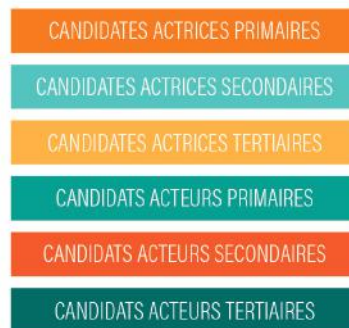 CANDIDATES ACTRICES PRIMAIRES
CANDIDATES ACTRICES SECONDAIRES
CANDIDATES ACTRICES TERTIAIRES
CANDIDATS ACTEURS PRIMAIRES
CANDIDATS ACTEURS SECONDAIRES
CANDIDATS ACTEURS TERTIAIRES